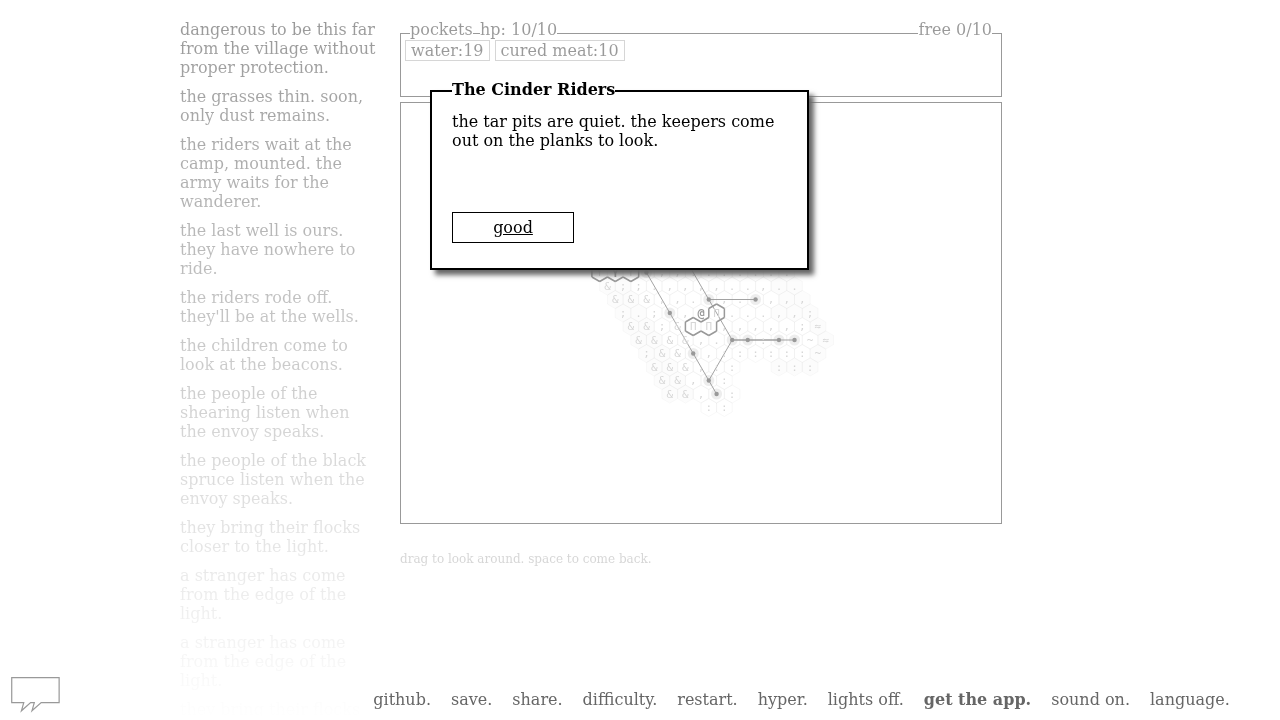 dangerous to be this far
from the village without
proper protection.
the grasses thin. soon,
only dust remains.
the riders wait at the
camp, mounted. the
army waits for the
wanderer.
the last well is ours.
they have nowhere to
ride.
the riders rode off.
they'll be at the wells.
the children come to
look at the beacons.
the people of the
shearing listen when
the envoy speaks.
the people of the black
spruce listen when the
envoy speaks.
they bring their flocks
closer to the light.
a stranger has come
from the edge of the
light.
a stranger has come
from the edge of the
light.
pockets hp: 10/10 free 0/10
water:19 cured meat:10
The Cinder Riders
the tar pits are quiet. the keepers come
out on the planks to look.
good
drag to look around. space to come back.
github. save. share. difficulty. restart. hyper. lights off. get the app. sound on. language.